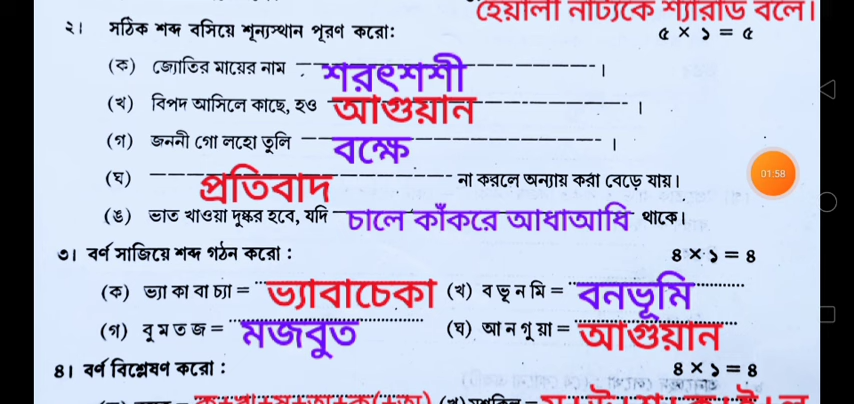 হেঁয়ালী নাট্যকে শ্যারাড বলে।
২। সঠিক শব্দ বসিয়ে শূন্যস্থান পূরণ করো: ৫ × ১ = ৫
(ক) জ্যোতির মায়ের নাম শরৎশশী ।
(খ) বিপদ আসিলে কাছে, হও আগুয়ান ।
(গ) জননী গো লহো তুলি বক্ষে ।
(ঘ) প্রতিবাদ না করলে অন্যায় করা বেড়ে যায়।
01:58
(ঙ) ভাত খাওয়া দুষ্কর হবে, যদি চালে কাঁকরে আধাআধি থাকে।
৩। বর্ণ সাজিয়ে শব্দ গঠন করো : ৪ × ১ = ৪
(ক) ভ্যা কা বা চ্যা = ভ্যাবাচেকা (খ) ব ভূ ন মি = বনভূমি
(গ) বু ম ত জ = মজবুত (ঘ) আ ন গু য়া = আগুয়ান
৪। বর্ণ বিশ্লেষণ করো : ৪ × ১ = ৪